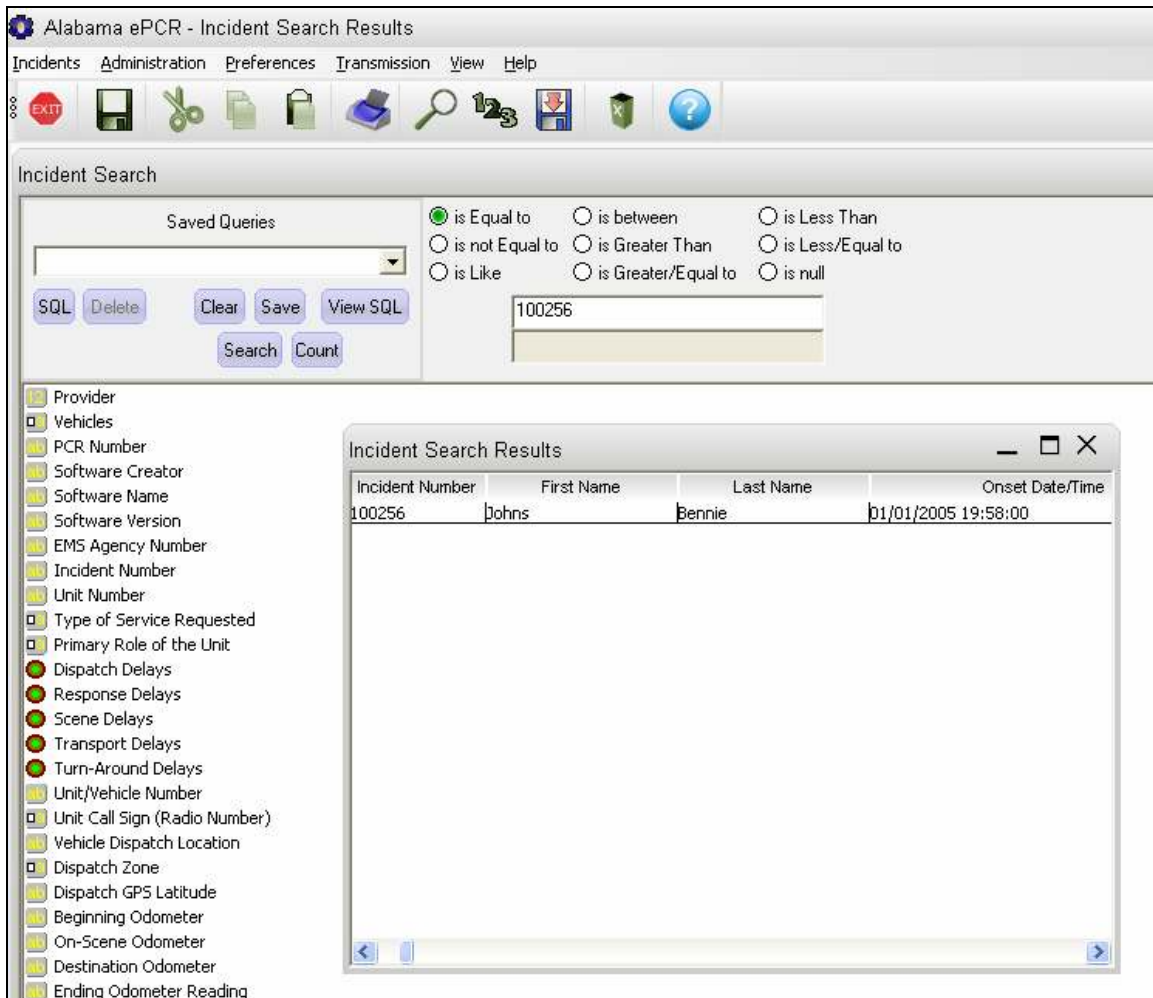 Alabama ePCR - Incident Search Results
Incidents Administration Preferences Transmission View Help
EXIT 123 X ?
Incident Search
Saved Queries
is Equal to is between is Less Than
is not Equal to is Greater Than is Less/Equal to
is Like is Greater/Equal to is null
SQL Delete Clear Save View SQL
100256
Search Count
Provider
Vehicles
PCR Number
Software Creator
Software Name
Software Version
EMS Agency Number
Incident Number
Unit Number
Type of Service Requested
Primary Role of the Unit
Dispatch Delays
Response Delays
Scene Delays
Transport Delays
Turn-Around Delays
Unit/Vehicle Number
Unit Call Sign (Radio Number)
Vehicle Dispatch Location
Dispatch Zone
Dispatch GPS Latitude
Beginning Odometer
On-Scene Odometer
Destination Odometer
Ending Odometer Reading
Incident Search Results
Incident Number First Name Last Name Onset Date/Time
100256 Johns Bennie 01/01/2005 19:58:00